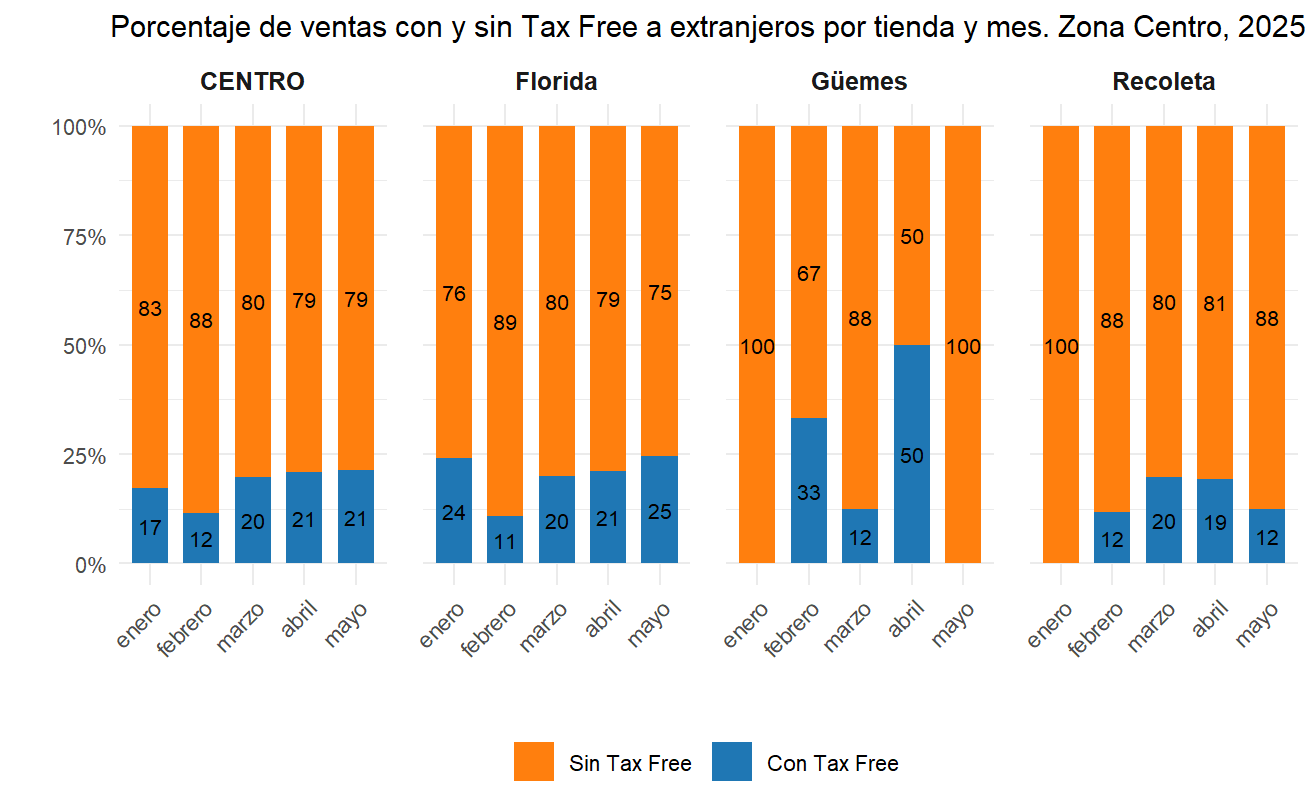 Porcentaje de ventas con y sin Tax Free a extranjeros por tienda y mes. Zona Centro, 2025
CENTRO Florida Güemes Recoleta
100%
75%
50%
25%
0%
83 88 80 79 79
17 12 20 21 21
76 89 80 79 75
24 11 20 21 25
100 67 88 50 100
33 12 50
100 88 80 81 88
12 20 19 12
enero febrero marzo abril mayo
enero febrero marzo abril mayo
enero febrero marzo abril mayo
enero febrero marzo abril mayo
Sin Tax Free Con Tax Free